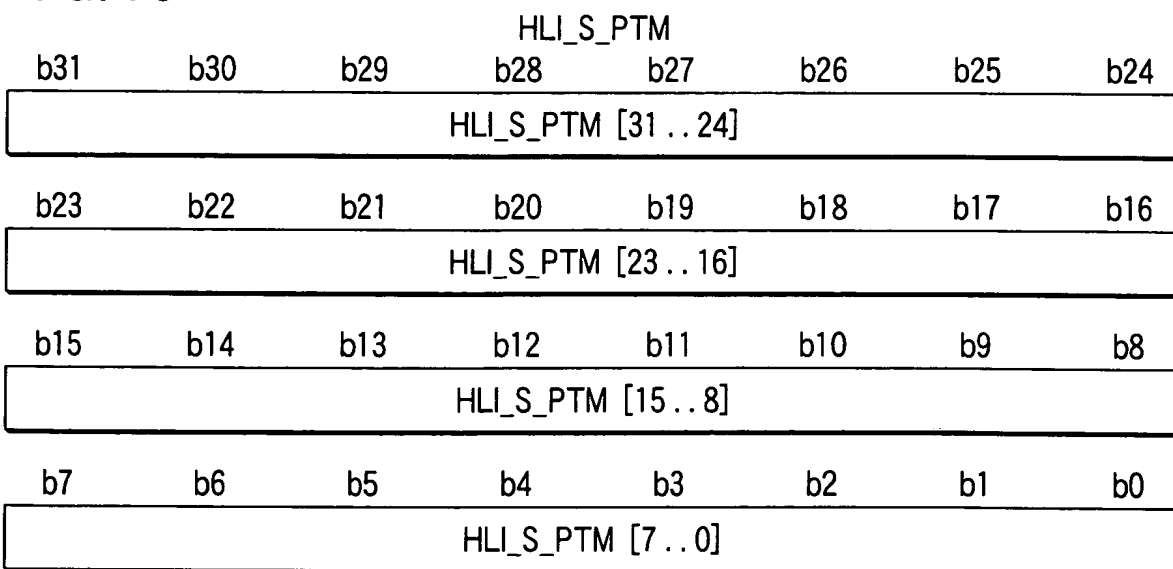 HLI_S_PTM
b31 b30 b29 b28 b27 b26 b25 b24
HLI_S_PTM [31 . . 24]
b23 b22 b21 b20 b19 b18 b17 b16
HLI_S_PTM [23 . . 16]
b15 b14 b13 b12 b11 b10 b9 b8
HLI_S_PTM [15 . . 8]
b7 b6 b5 b4 b3 b2 b1 b0
HLI_S_PTM [7 . . 0]